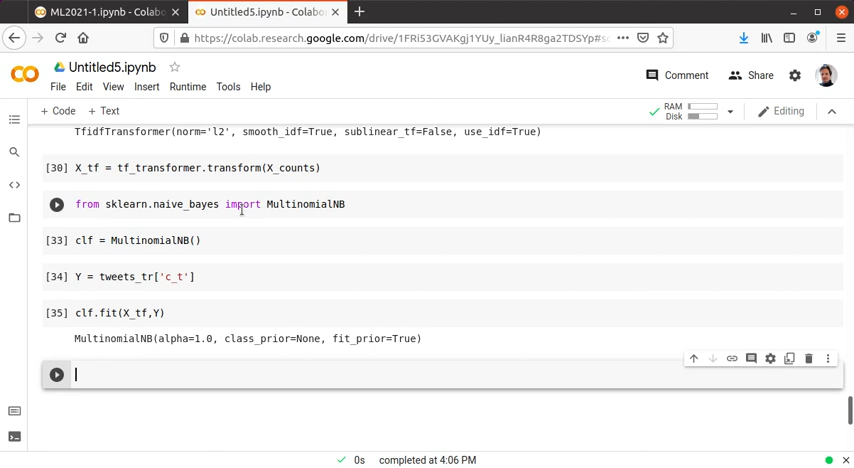 ML2021-1.ipynb - Colabo
Untitled5.ipynb - Colabo
https://colab.research.google.com/drive/1FRi53GVAKgj1YUy_lianR4R8ga2TDSYp#sc
Untitled5.ipynb
Comment
Share
File Edit View Insert Runtime Tools Help
+ Code + Text
RAM
Disk
Editing
TfidfTransformer(norm='l2', smooth_idf=True, sublinear_tf=False, use_idf=True)
[30] X_tf = tf_transformer.transform(X_counts)
from sklearn.naive_bayes import MultinomialNB
[33] clf = MultinomialNB()
[34] Y = tweets_tr['c_t']
[35] clf.fit(X_tf,Y)
MultinomialNB(alpha=1.0, class_prior=None, fit_prior=True)
0s completed at 4:06 PM